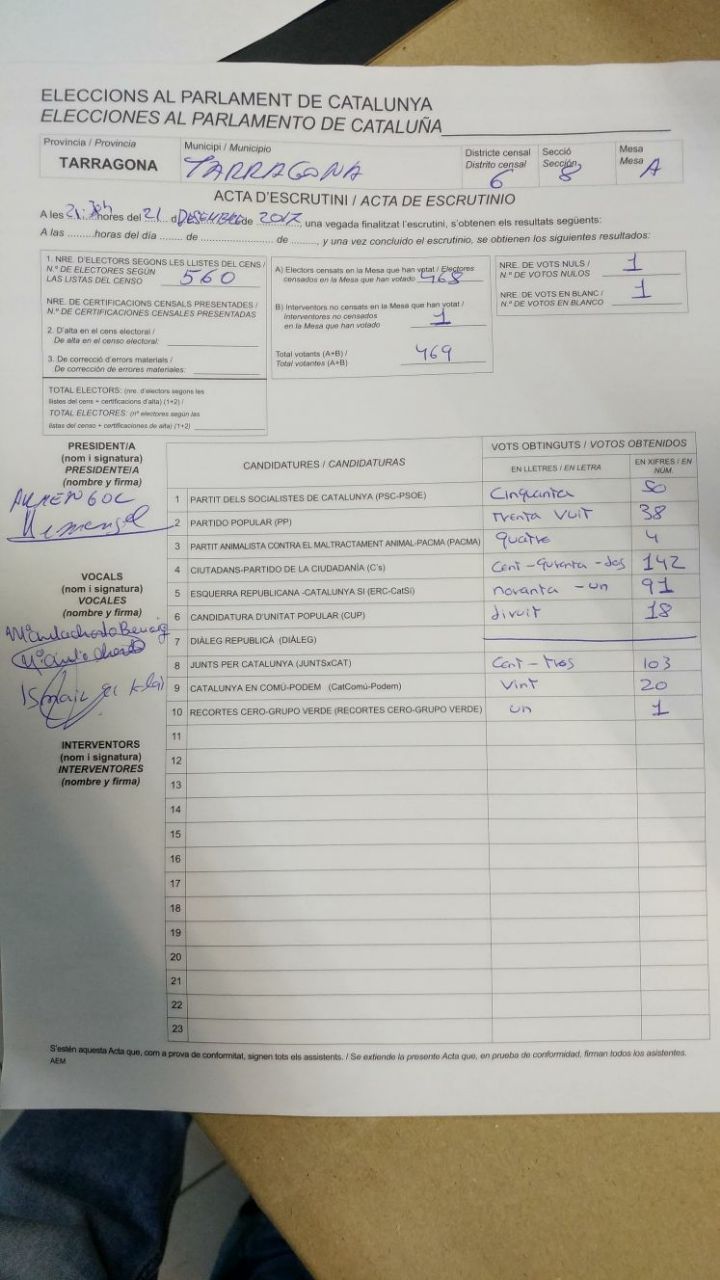 ELECCIONS AL PARLAMENT DE CATALUNYA
ELECCIONES AL PARLAMENTO DE CATALUÑA
Província / Provincia
TARRAGONA
Municipi / Municipio
TARRAGONA
Districte censal
Distrito censal
6
Secció
Sección
8
Mesa
Mesa
A
ACTA D'ESCRUTINI / ACTA DE ESCRUTINIO
A les 21:30h hores del 21 d DESEMBRE de 2017, una vegada finalitzat l'escrutini, s'obtenen els resultats següents:
A las .........horas del día ........ de ........................... de ........, y una vez concluido el escrutinio, se obtienen los siguientes resultados:
1. NRE. D'ELECTORS SEGONS LES LLISTES DEL CENS /
N.º DE ELECTORES SEGÚN
LAS LISTAS DEL CENSO 560
NRE. DE CERTIFICACIONS CENSALS PRESENTADES /
N.º DE CERTIFICACIONES CENSALES PRESENTADAS
2. D'alta en el cens electoral /
De alta en el censo electoral:
3. De correcció d'errors materials /
De corrección de errores materiales:
TOTAL ELECTORS: (nre. d'electors segons les
llistes del cens + certificacions d'alta) (1+2) /
TOTAL ELECTORES: (nº electores según las
listas del censo + certificaciones de alta) (1+2)
A) Electors censats en la Mesa que han votat / Electores
censados en la Mesa que han votado 468
B) Interventors no censats en la Mesa que han votat /
Interventores no censados
en la Mesa que han votado 1
Total votants (A+B) /
Total votantes (A+B) 469
NRE. DE VOTS NULS /
N.º DE VOTOS NULOS 1
NRE. DE VOTS EN BLANC /
N.º DE VOTOS EN BLANCO 1
PRESIDENT/A
(nom i signatura)
PRESIDENTE/A
(nombre y firma)
ARMENGOL
VOCALS
(nom i signatura)
VOCALES
(nombre y firma)
INTERVENTORS
(nom i signatura)
INTERVENTORES
(nombre y firma)
CANDIDATURES / CANDIDATURAS
VOTS OBTINGUTS / VOTOS OBTENIDOS
EN LLETRES / EN LETRA
EN XIFRES / EN NÚM.
1 PARTIT DELS SOCIALISTES DE CATALUNYA (PSC-PSOE) Cinquanta 50
2 PARTIDO POPULAR (PP) trenta vuit 38
3 PARTIT ANIMALISTA CONTRA EL MALTRACTAMENT ANIMAL-PACMA (PACMA) quatre 4
4 CIUTADANS-PARTIDO DE LA CIUDADANÍA (C's) Cent-quranta-dos 142
5 ESQUERRA REPUBLICANA -CATALUNYA SÍ (ERC-CatSí) noranta-un 91
6 CANDIDATURA D'UNITAT POPULAR (CUP) divuit 18
7 DIÀLEG REPUBLICÀ (DIÀLEG)
8 JUNTS PER CATALUNYA (JUNTSxCAT) Cent-tres 103
9 CATALUNYA EN COMÚ-PODEM (CatComú-Podem) Vint 20
10 RECORTES CERO-GRUPO VERDE (RECORTES CERO-GRUPO VERDE) un 1
11
12
13
14
15
16
17
18
19
20
21
22
23
S'estén aquesta Acta que, com a prova de conformitat, signen tots els assistents. / Se extiende la presente Acta que, en prueba de conformidad, firman todos los asistentes.
AEM